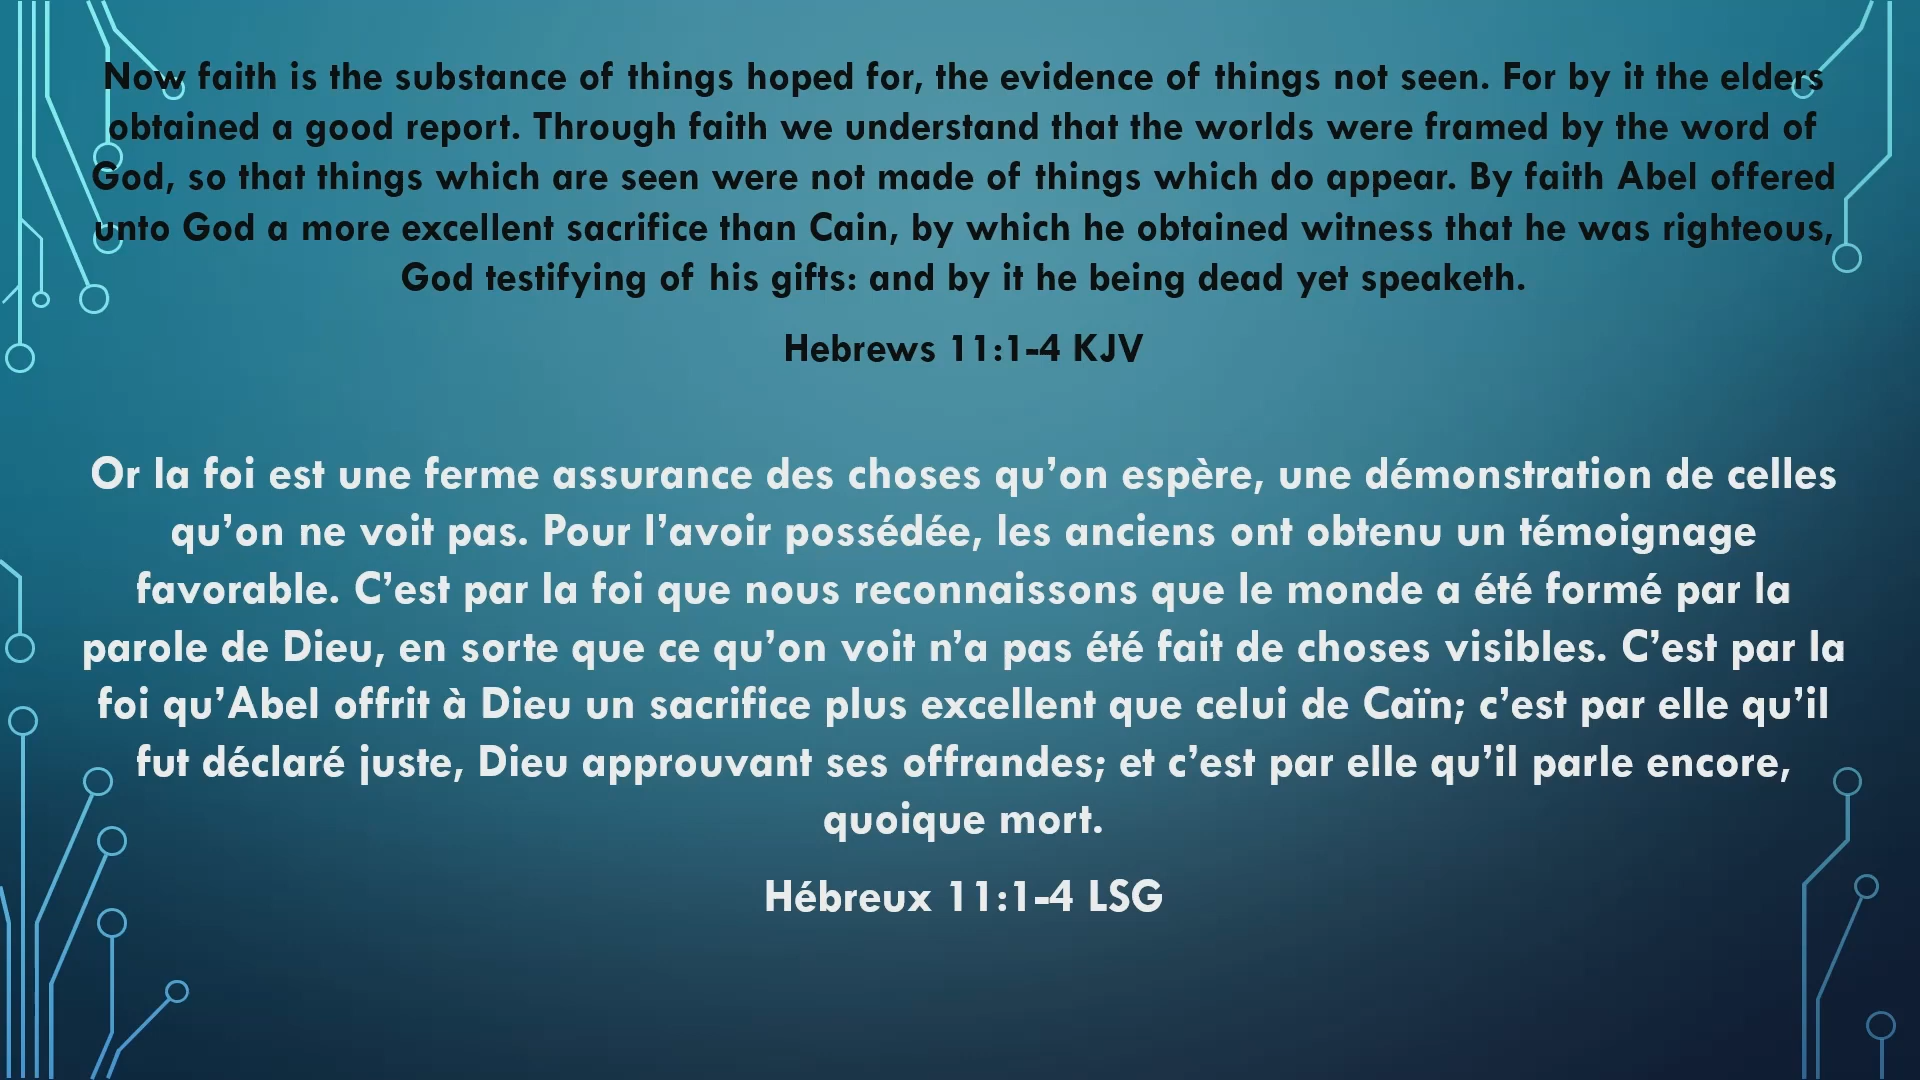 Now faith is the substance of things hoped for, the evidence of things not seen. For by it the elders
obtained a good report. Through faith we understand that the worlds were framed by the word of
God, so that things which are seen were not made of things which do appear. By faith Abel offered
unto God a more excellent sacrifice than Cain, by which he obtained witness that he was righteous,
God testifying of his gifts: and by it he being dead yet speaketh.
Hebrews 11:1-4 KJV
Or la foi est une ferme assurance des choses qu’on espère, une démonstration de celles
qu’on ne voit pas. Pour l’avoir possédée, les anciens ont obtenu un témoignage
favorable. C’est par la foi que nous reconnaissons que le monde a été formé par la
parole de Dieu, en sorte que ce qu’on voit n’a pas été fait de choses visibles. C’est par la
foi qu’Abel offrit à Dieu un sacrifice plus excellent que celui de Caïn; c’est par elle qu’il
fut déclaré juste, Dieu approuvant ses offrandes; et c’est par elle qu’il parle encore,
quoique mort.
Hébreux 11:1-4 LSG